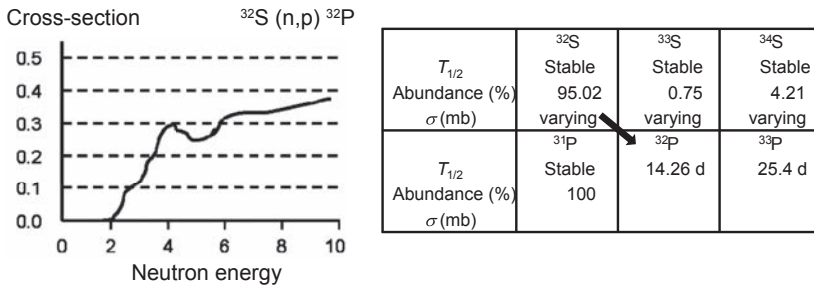 Cross-section
³²S (n,p) ³²P
0.5
0.4
0.3
0.2
0.1
0.0
0 2 4 6 8 10
Neutron energy
³²S ³³S ³⁴S
T1/2 Stable Stable Stable
Abundance (%) 95.02 0.75 4.21
σ (mb) varying varying varying
³¹P ³²P ³³P
T1/2 Stable 14.26 d 25.4 d
Abundance (%) 100
σ (mb)